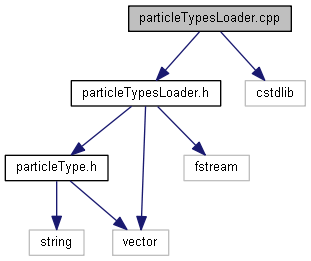 particleTypesLoader.cpp
particleTypesLoader.h
cstdlib
particleType.h
fstream
string
vector